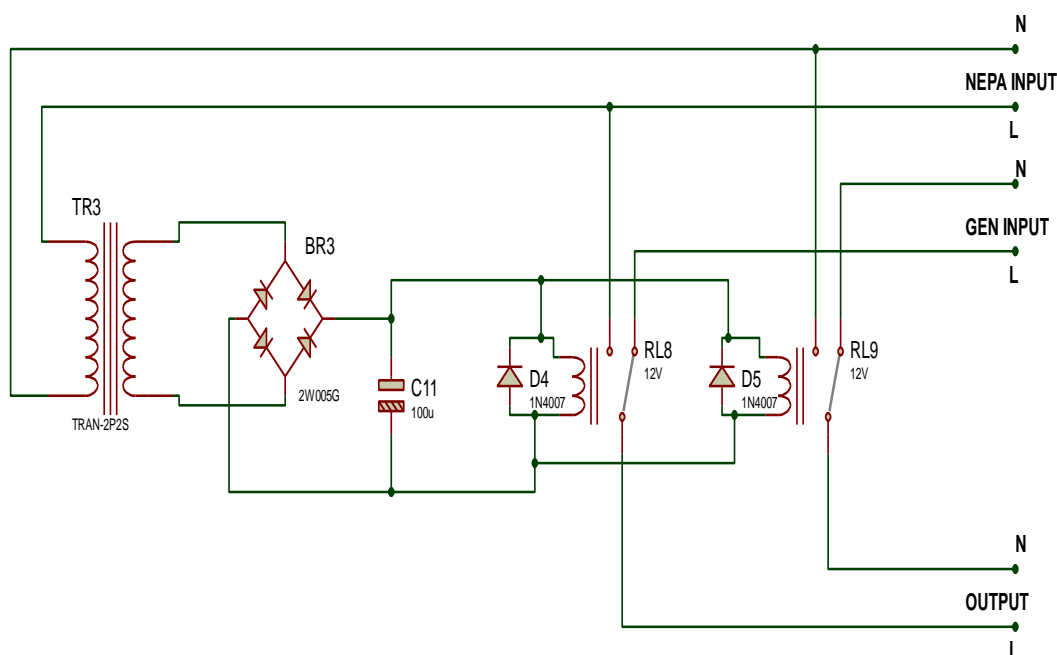 N
NEPA INPUT
L
N
GEN INPUT
L
TR3
TRAN-2P2S
BR3
2W005G
C11
100u
D4
1N4007
RL8
12V
D5
1N4007
RL9
12V
N
OUTPUT
L